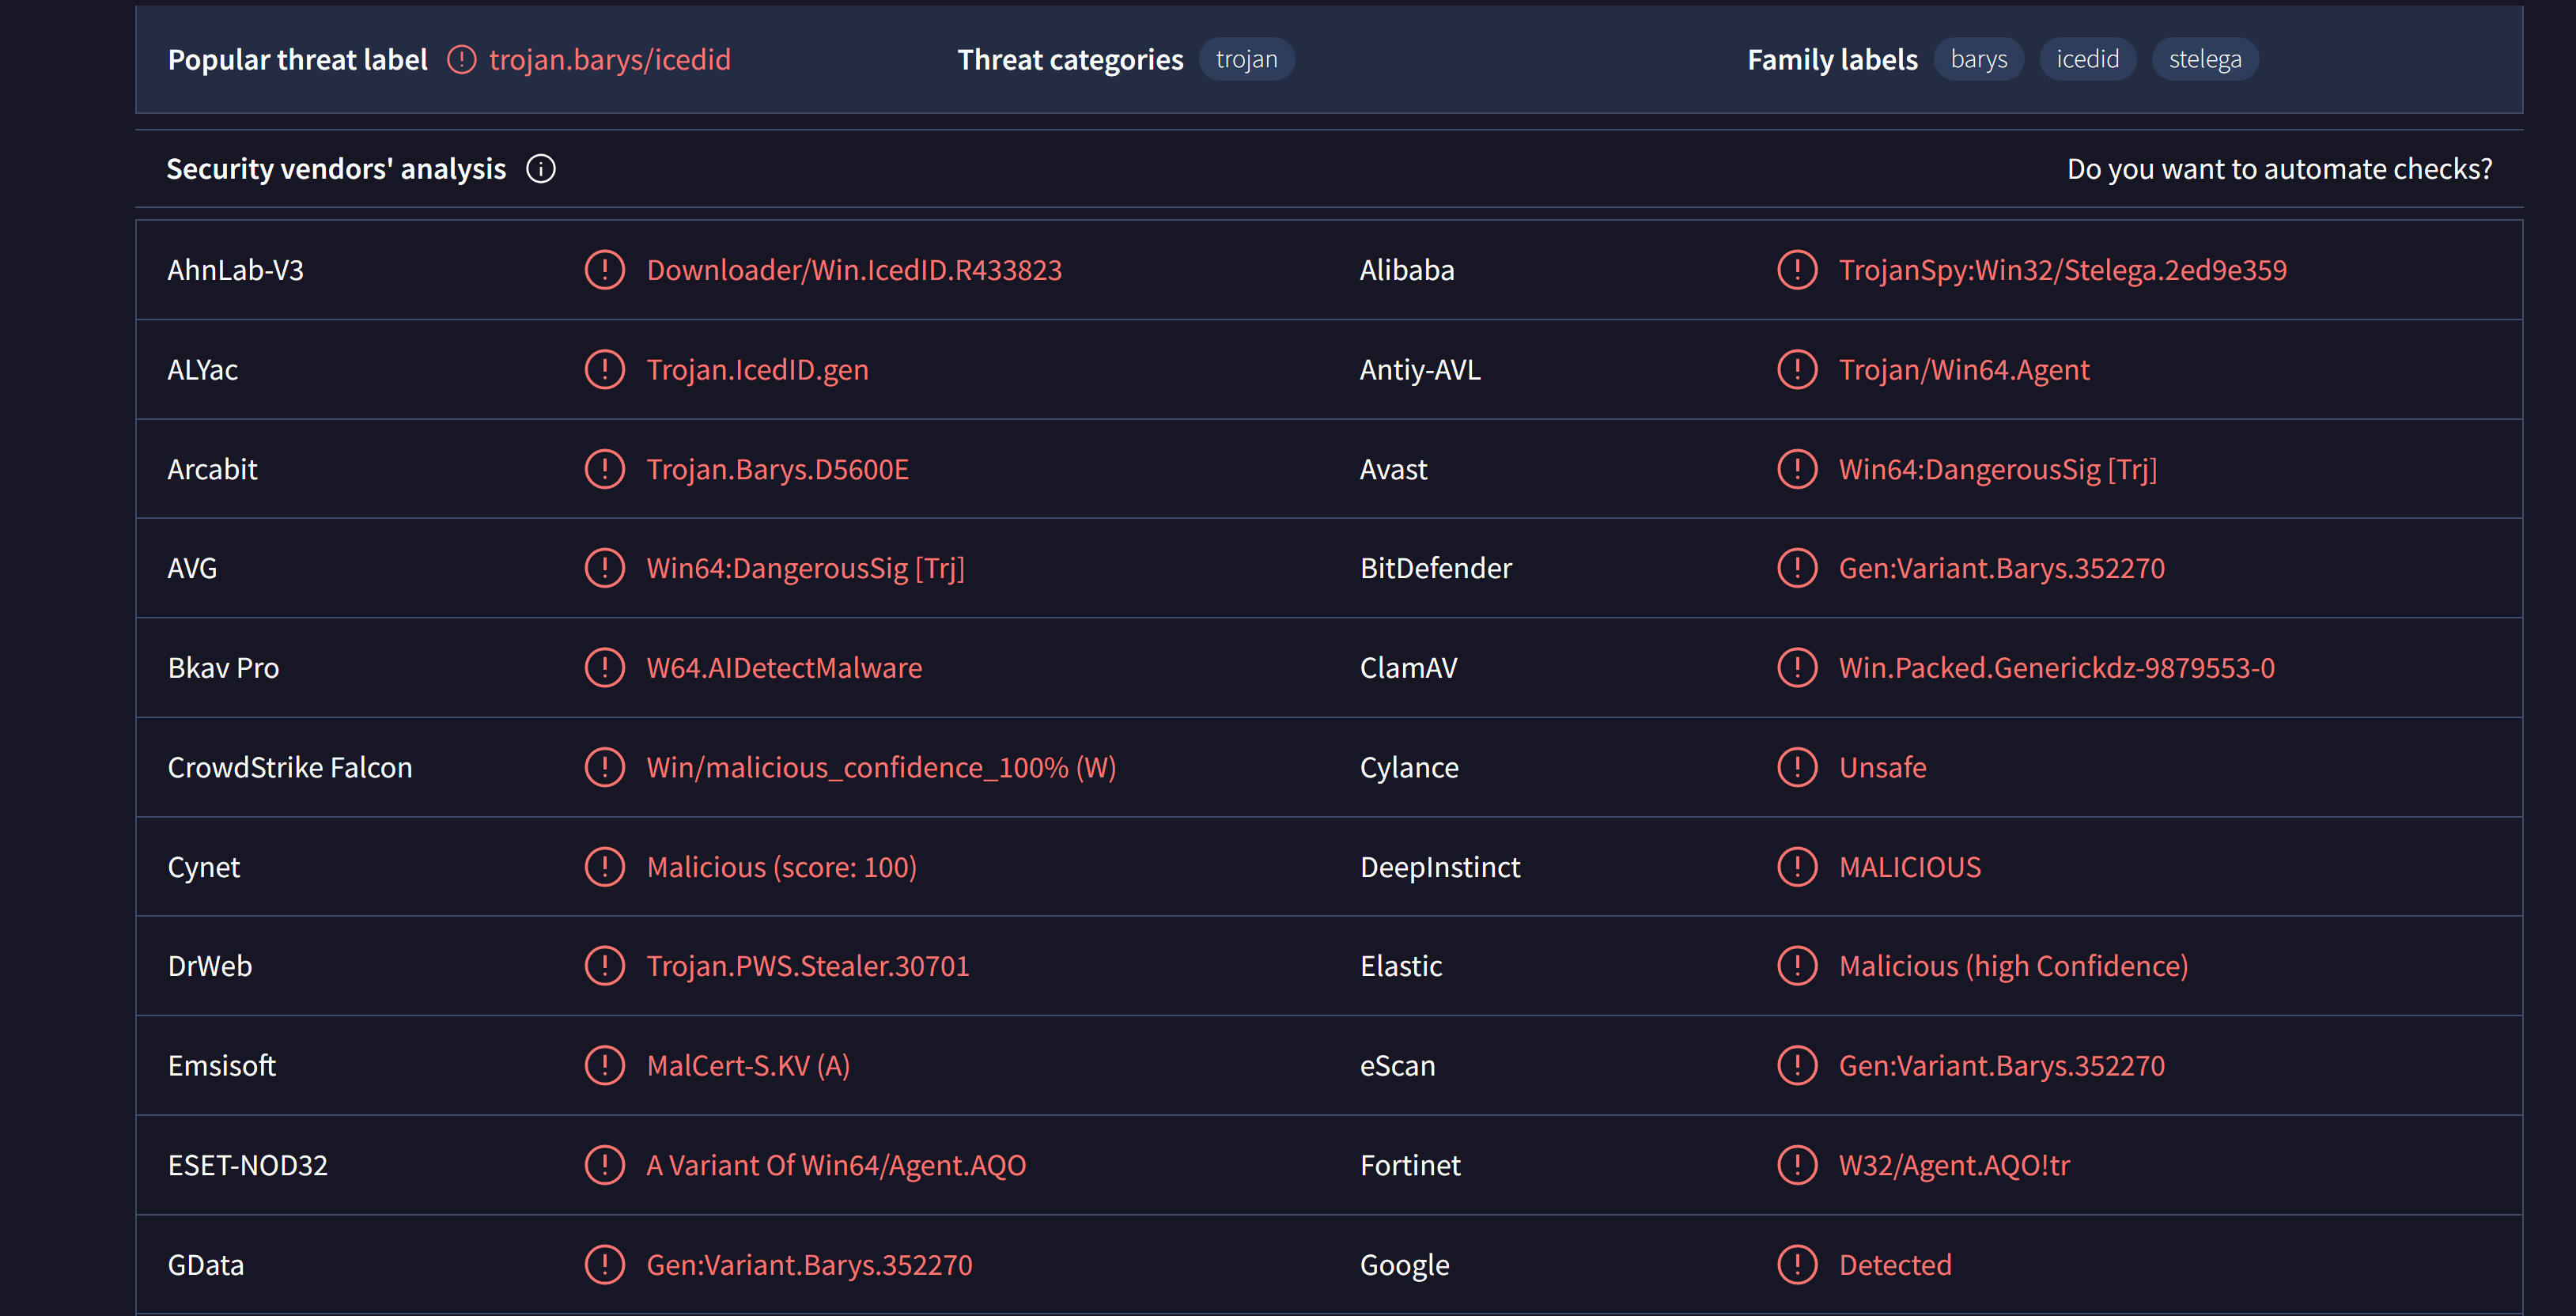 Popular threat label trojan.barys/icedid Threat categories trojan Family labels barys icedid stelega
Security vendors' analysis Do you want to automate checks?
AhnLab-V3 Downloader/Win.IcedID.R433823 Alibaba TrojanSpy:Win32/Stelega.2ed9e359
ALYac Trojan.IcedID.gen Antiy-AVL Trojan/Win64.Agent
Arcabit Trojan.Barys.D5600E Avast Win64:DangerousSig [Trj]
AVG Win64:DangerousSig [Trj] BitDefender Gen:Variant.Barys.352270
Bkav Pro W64.AIDetectMalware ClamAV Win.Packed.Generickdz-9879553-0
CrowdStrike Falcon Win/malicious_confidence_100% (W) Cylance Unsafe
Cynet Malicious (score: 100) DeepInstinct MALICIOUS
DrWeb Trojan.PWS.Stealer.30701 Elastic Malicious (high Confidence)
Emsisoft MalCert-S.KV (A) eScan Gen:Variant.Barys.352270
ESET-NOD32 A Variant Of Win64/Agent.AQO Fortinet W32/Agent.AQO!tr
GData Gen:Variant.Barys.352270 Google Detected